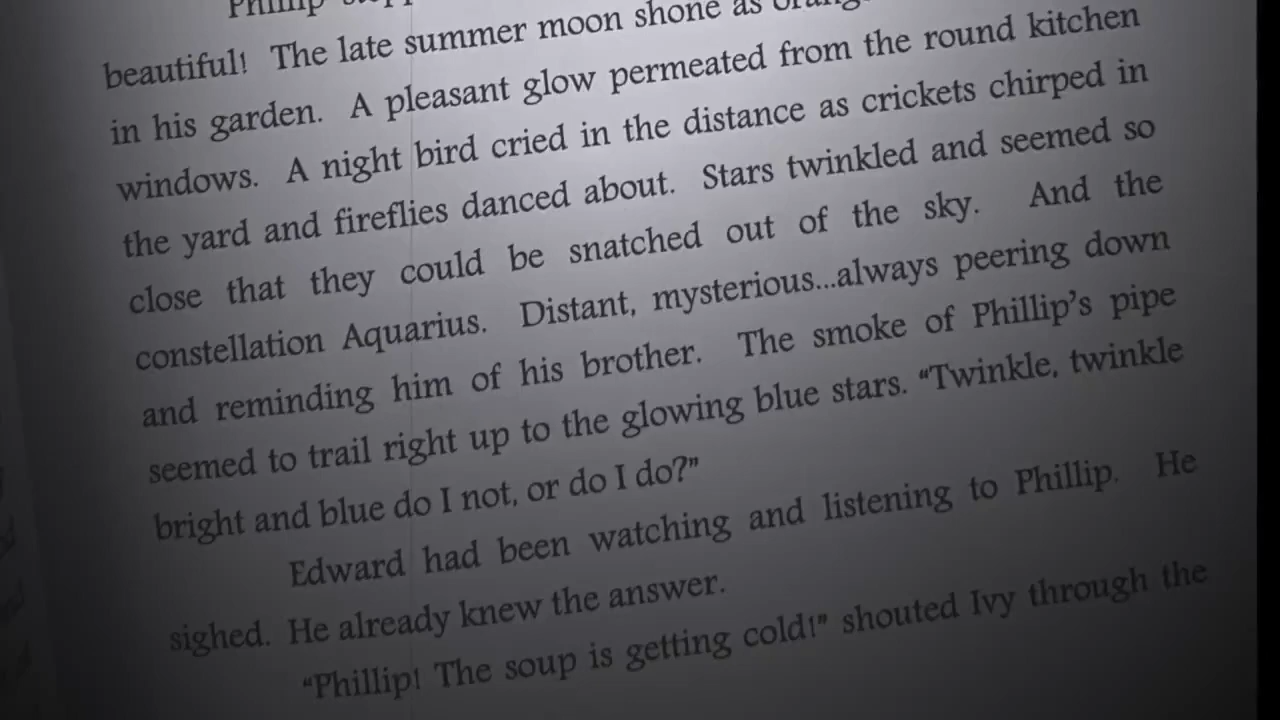 Phillip
beautiful! The late summer moon shone as
in his garden. A pleasant glow permeated from the round kitchen
windows. A night bird cried in the distance as crickets chirped in
the yard and fireflies danced about. Stars twinkled and seemed so
close that they could be snatched out of the sky. And the
constellation Aquarius. Distant, mysterious...always peering down
and reminding him of his brother. The smoke of Phillip's pipe
seemed to trail right up to the glowing blue stars. "Twinkle, twinkle
bright and blue do I not, or do I do?"
Edward had been watching and listening to Phillip. He
sighed. He already knew the answer.
"Phillip! The soup is getting cold!" shouted Ivy through the